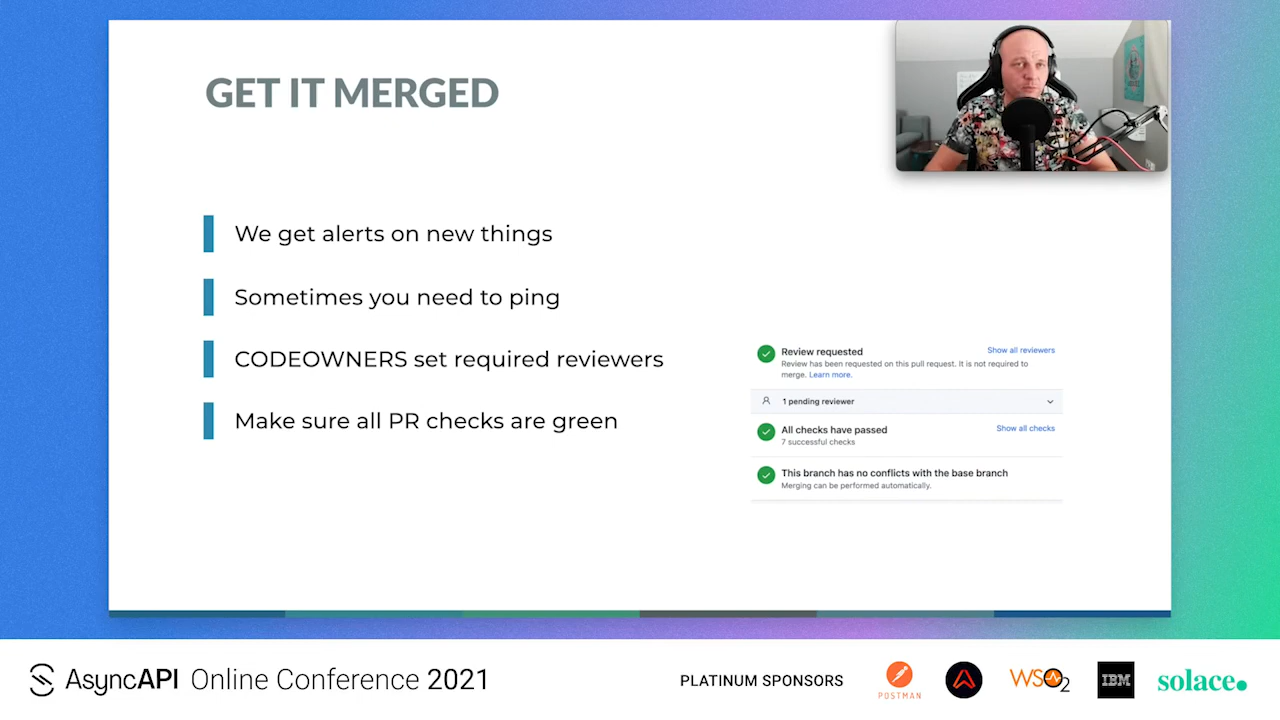 GET IT MERGED
We get alerts on new things
Sometimes you need to ping
CODEOWNERS set required reviewers
Make sure all PR checks are green
Review requested
Show all reviewers
Review has been requested on this pull request. It is not required to
merge. Learn more.
1 pending reviewer
All checks have passed
Show all checks
7 successful checks
This branch has no conflicts with the base branch
Merging can be performed automatically.
AsyncAPI Online Conference 2021
PLATINUM SPONSORS
POSTMAN
WSO2
IBM
solace.